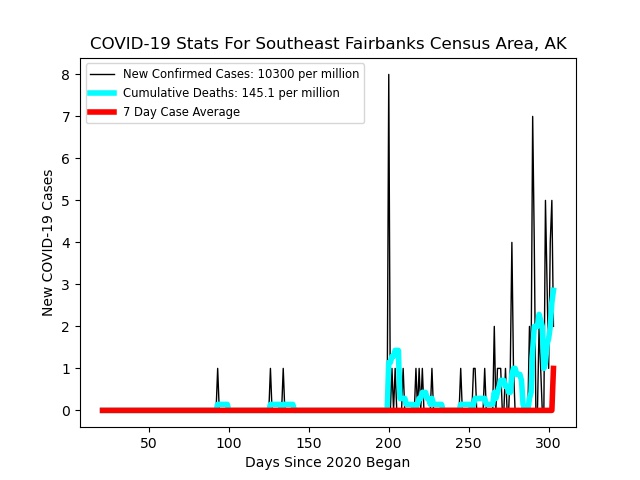 COVID-19 Stats For Southeast Fairbanks Census Area, AK
New Confirmed Cases: 10300 per million
Cumulative Deaths: 145.1 per million
7 Day Case Average
New COVID-19 Cases
8
7
6
5
4
3
2
1
0
50 100 150 200 250 300
Days Since 2020 Began